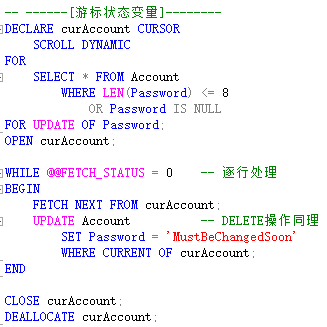 -- ------[游标状态变量]--------
DECLARE curAccount CURSOR
SCROLL DYNAMIC
FOR
SELECT * FROM Account
WHERE LEN(Password) <= 8
OR Password IS NULL
FOR UPDATE OF Password;
OPEN curAccount;
WHILE @@FETCH_STATUS = 0 -- 逐行处理
BEGIN
FETCH NEXT FROM curAccount;
UPDATE Account -- DELETE操作同理
SET Password = 'MustBeChangedSoon'
WHERE CURRENT OF curAccount;
END
CLOSE curAccount;
DEALLOCATE curAccount;